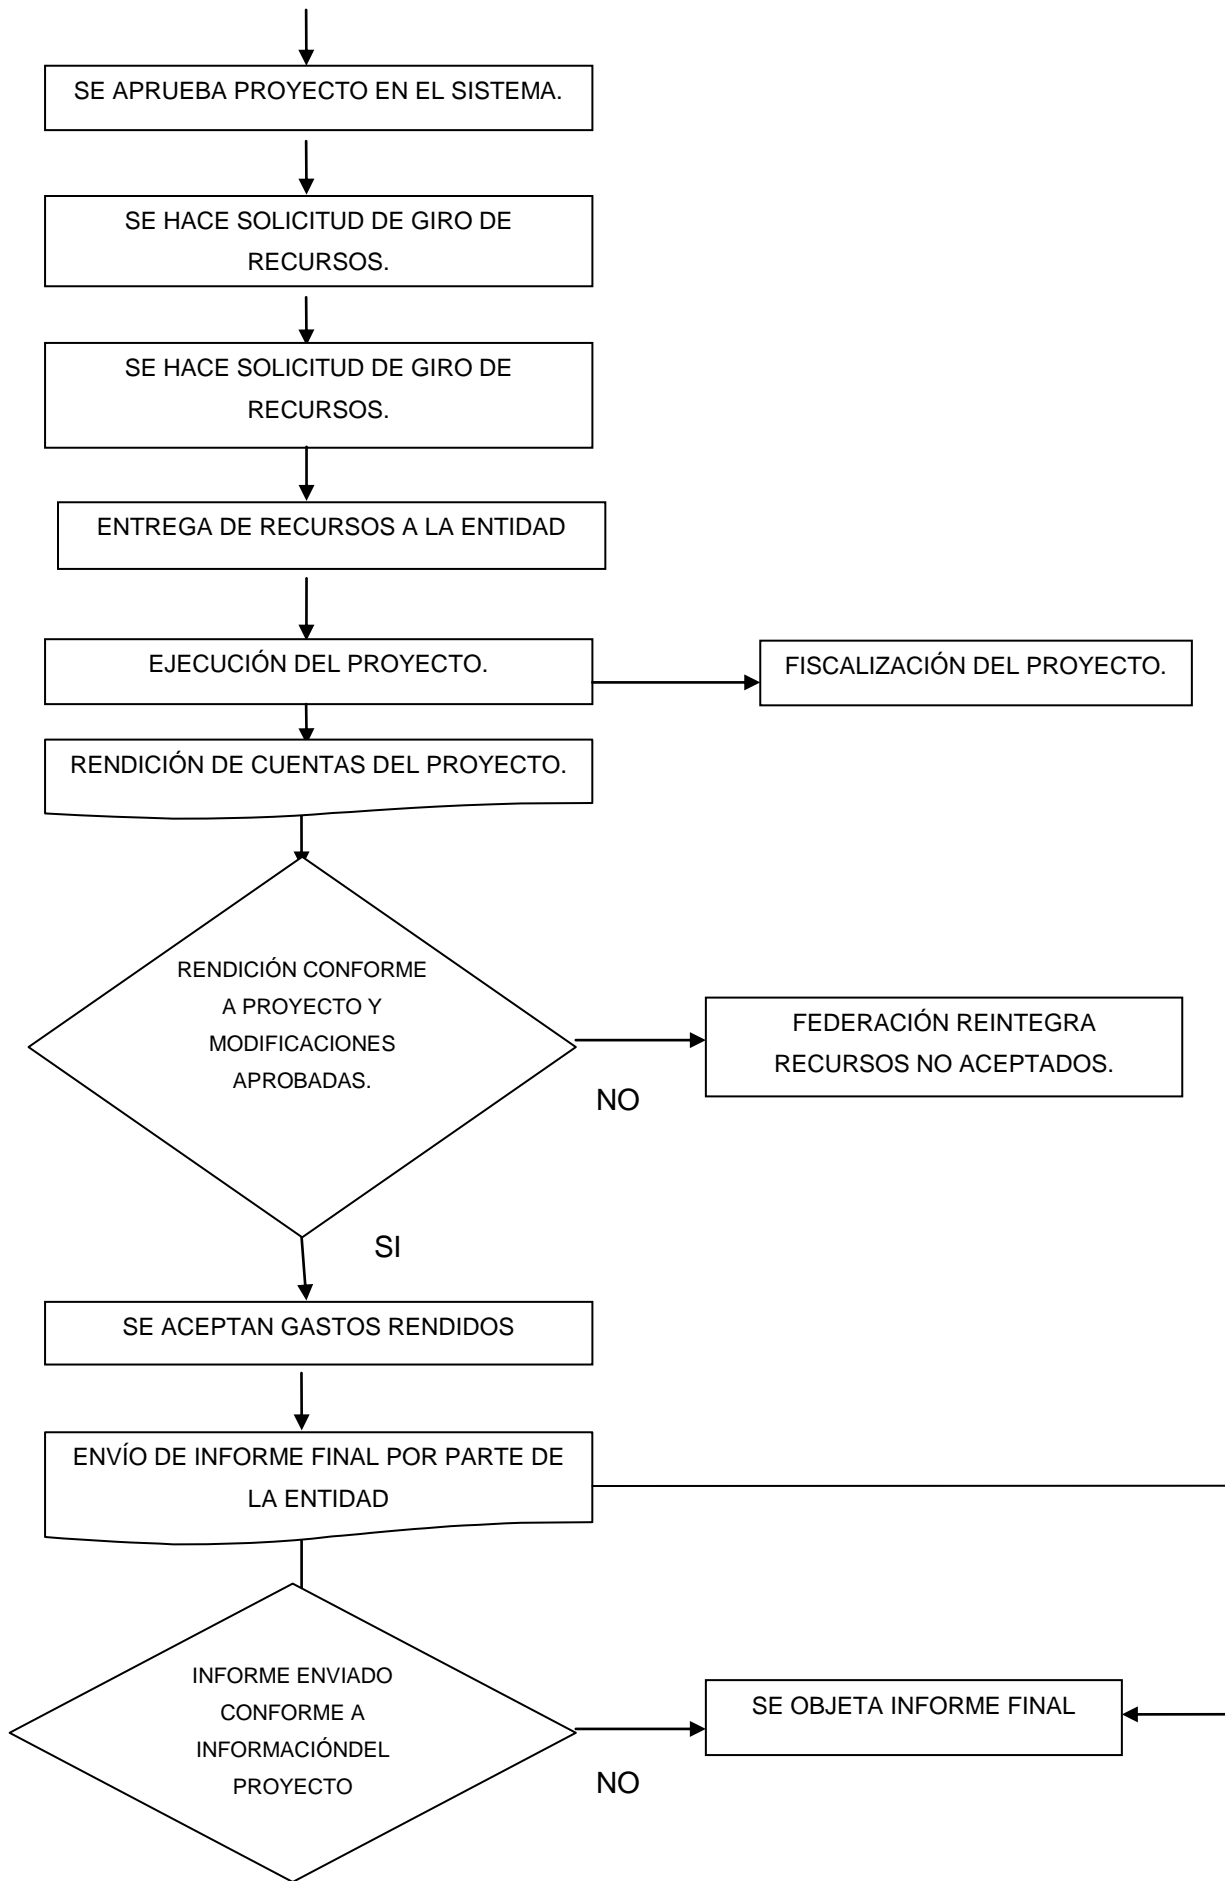 SE APRUEBA PROYECTO EN EL SISTEMA.
SE HACE SOLICITUD DE GIRO DE
RECURSOS.
SE HACE SOLICITUD DE GIRO DE
RECURSOS.
ENTREGA DE RECURSOS A LA ENTIDAD
EJECUCIÓN DEL PROYECTO.
FISCALIZACIÓN DEL PROYECTO.
RENDICIÓN DE CUENTAS DEL PROYECTO.
RENDICIÓN CONFORME
A PROYECTO Y
MODIFICACIONES
APROBADAS.
FEDERACIÓN REINTEGRA
RECURSOS NO ACEPTADOS.
NO
SI
SE ACEPTAN GASTOS RENDIDOS
ENVÍO DE INFORME FINAL POR PARTE DE
LA ENTIDAD
INFORME ENVIADO
CONFORME A
INFORMACIÓNDEL
PROYECTO
SE OBJETA INFORME FINAL
NO